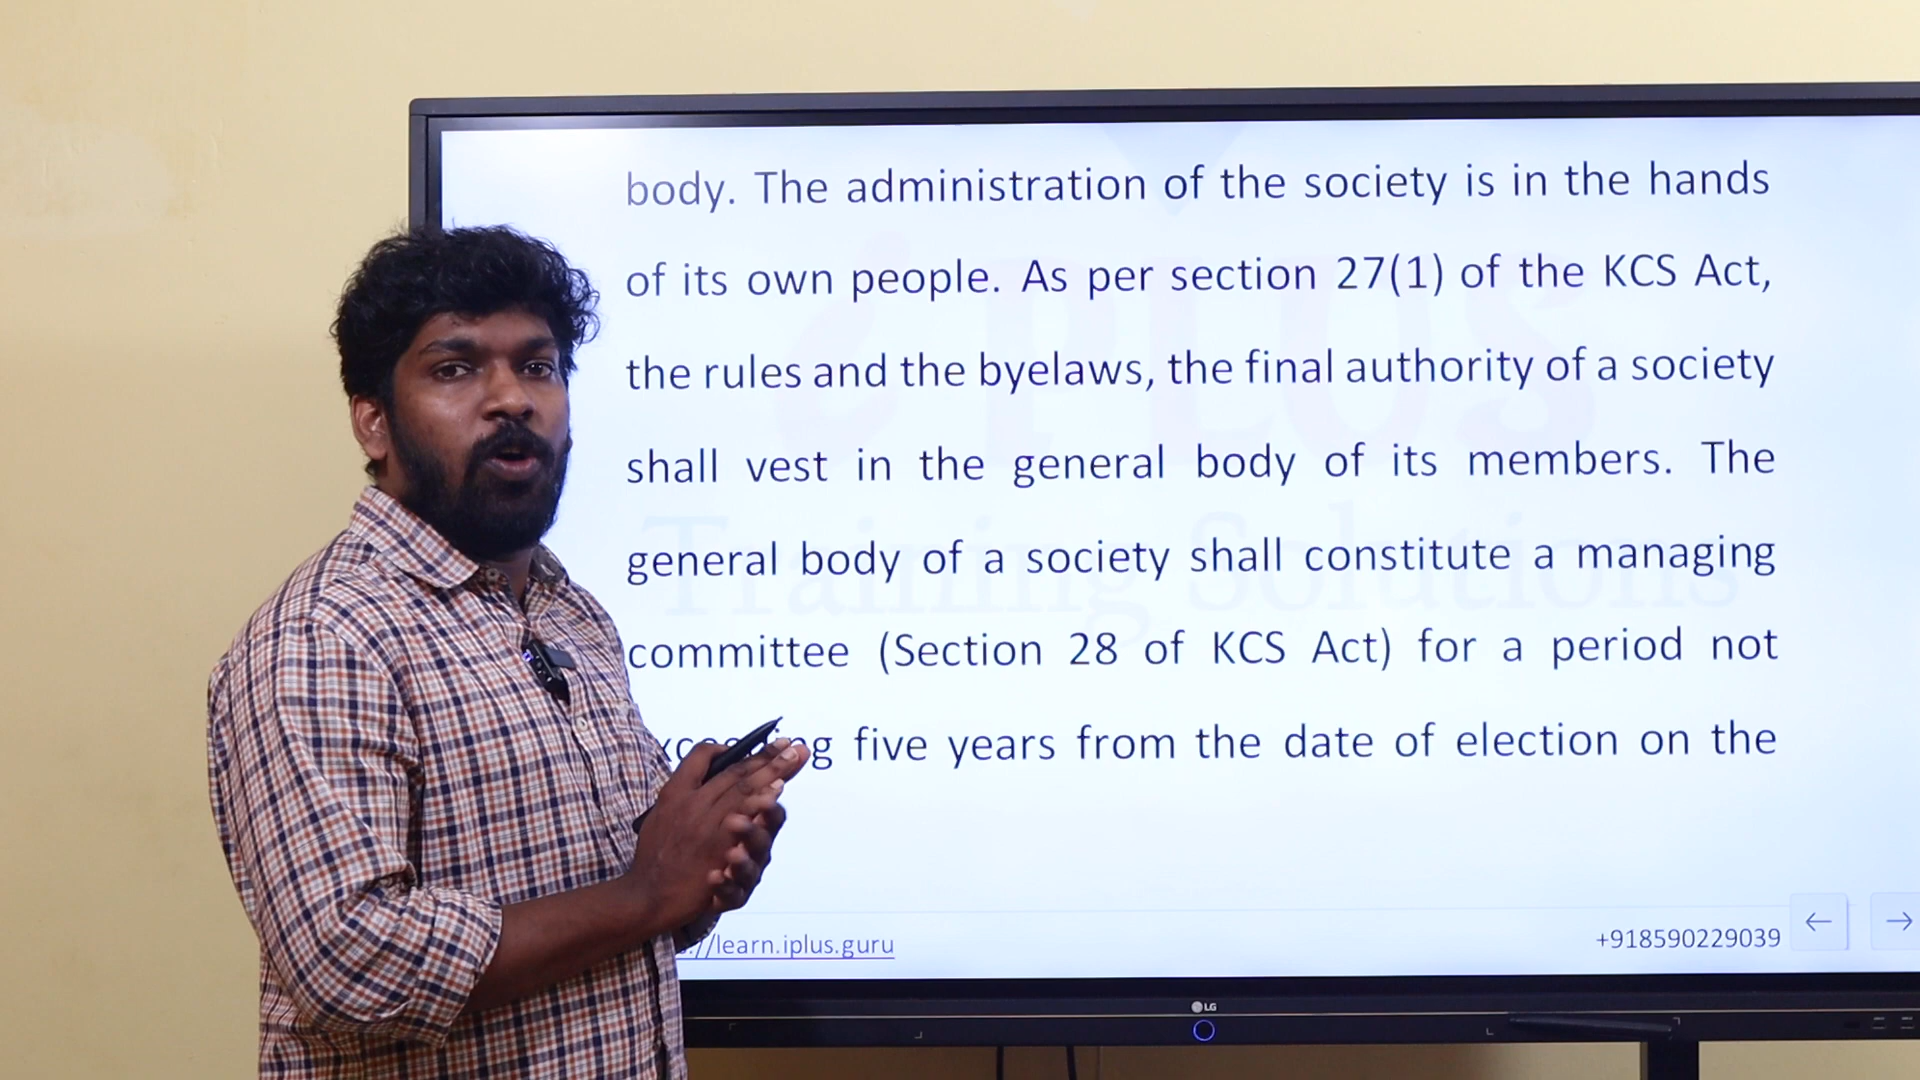 body. The administration of the society is in the hands
of its own people. As per section 27(1) of the KCS Act,
the rules and the byelaws, the final authority of a society
shall vest in the general body of its members. The
general body of a society shall constitute a managing
committee (Section 28 of KCS Act) for a period not
five years from the date of election on the
PLUS
Training Solutions
://learn.iplus.guru
+918590229039
LG